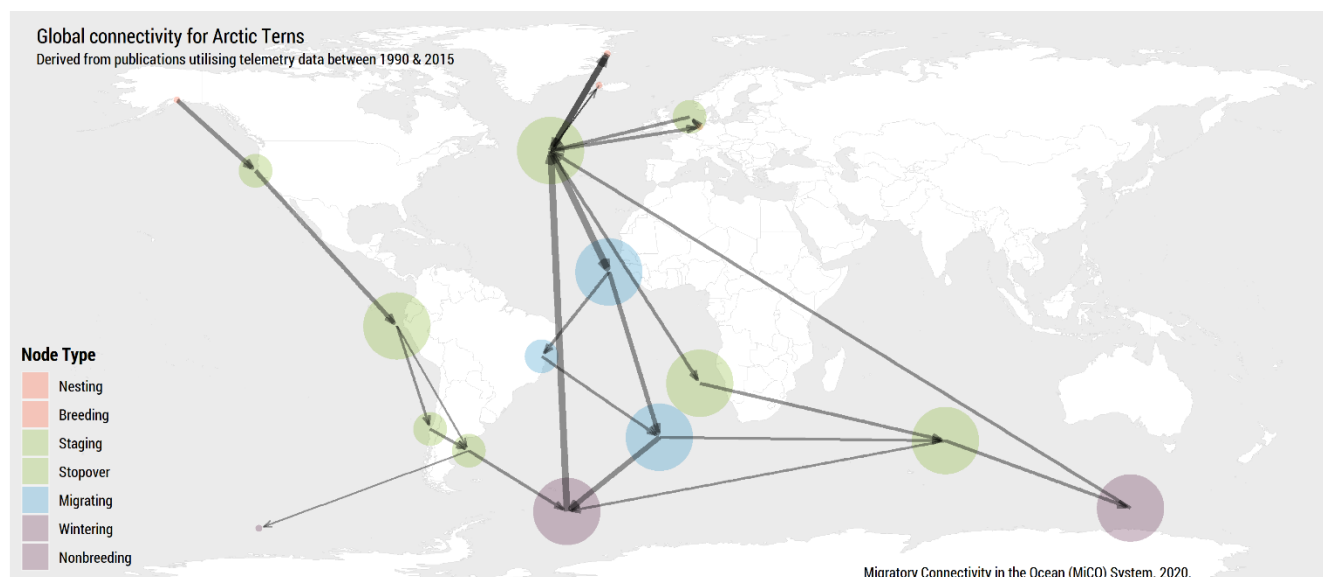 Global connectivity for Arctic Terns
Derived from publications utilising telemetry data between 1990 & 2015
Node Type
Nesting
Breeding
Staging
Stopover
Migrating
Wintering
Nonbreeding
Migratory Connectivity in the Ocean (MiCO) System, 2020.